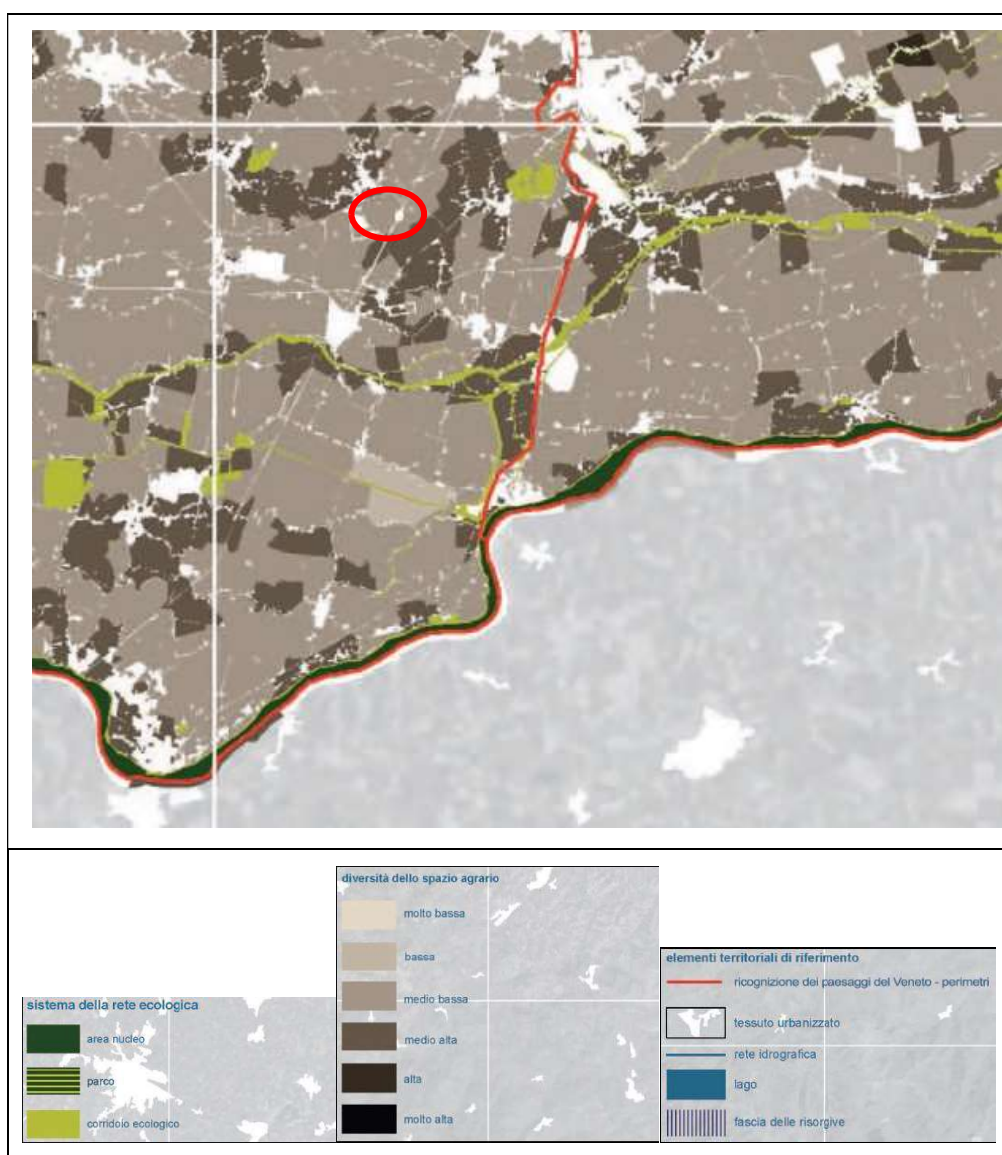 diversità dello spazio agrario
molto bassa
bassa
medio bassa
medio alta
alta
molto alta
sistema della rete ecologica
area nucleo
parco
corridoio ecologico
elementi territoriali di riferimento
ricognizione dei paesaggi del Veneto - perimetri
tessuto urbanizzato
rete idrografica
lago
fascia delle risorgive